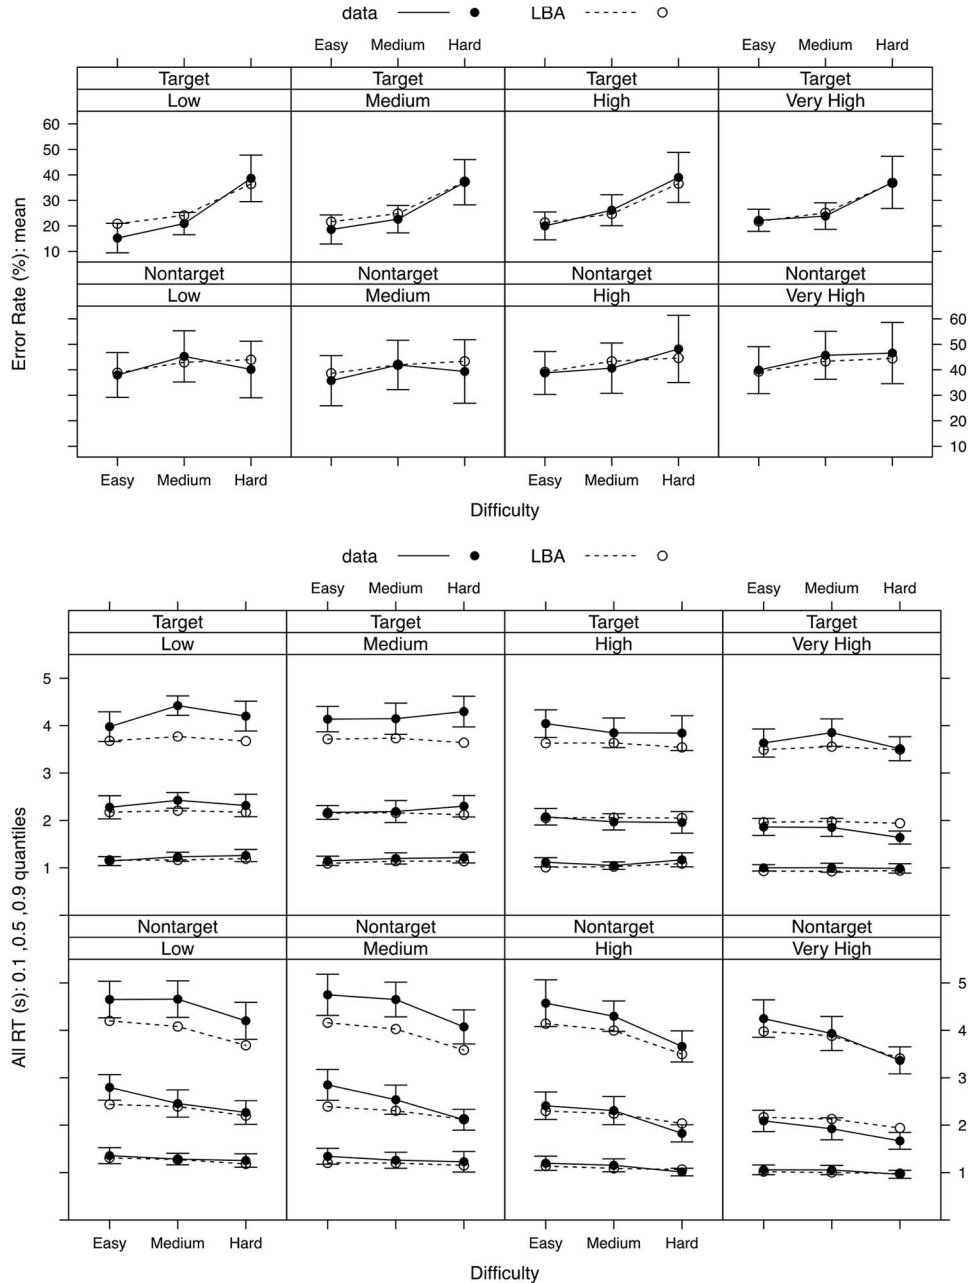 data LBA
Easy Medium Hard Easy Medium Hard
Target Target Target Target
Low Medium High Very High
60
50
40
30
20
10
Error Rate (%): mean
Nontarget Nontarget Nontarget Nontarget
Low Medium High Very High
60
50
40
30
20
10
Easy Medium Hard Easy Medium Hard
Difficulty
data LBA
Easy Medium Hard Easy Medium Hard
Target Target Target Target
Low Medium High Very High
5
4
3
2
1
All RT (s): 0.1 ,0.5 ,0.9 quantiles
Nontarget Nontarget Nontarget Nontarget
Low Medium High Very High
5
4
3
2
1
Easy Medium Hard Easy Medium Hard
Difficulty